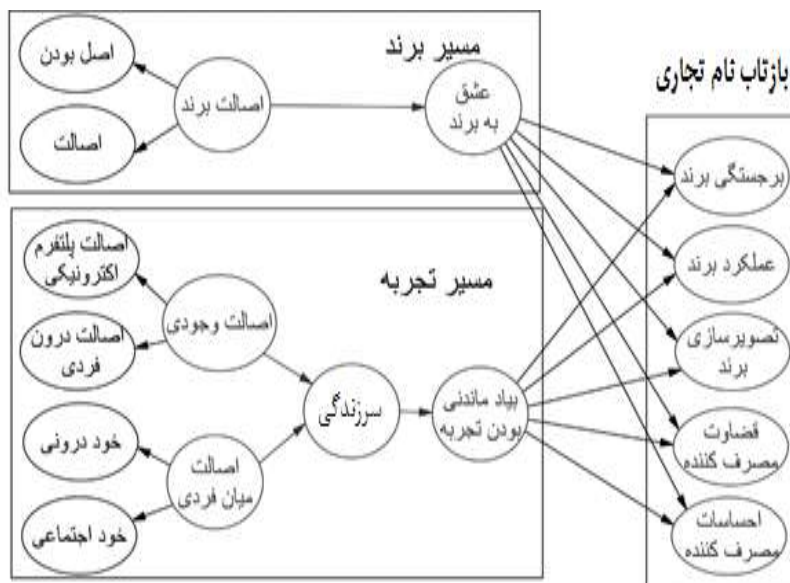 مسیر برند
اصل بودن
اصالت
اصالت برند
عشق
به برند
مسیر تجربه
اصالت پلتفرم
اکترونیکی
اصالت درون
فردی
خود درونی
خود اجتماعی
اصالت وجودی
اصالت
میان فردی
سرزندگی
بیاد ماندنی
بودن تجربه
بازتاب نام تجاری
برجستگی برند
عملکرد برند
تصویرسازی
برند
قضاوت
مصرف کننده
احساسات
مصرف کننده